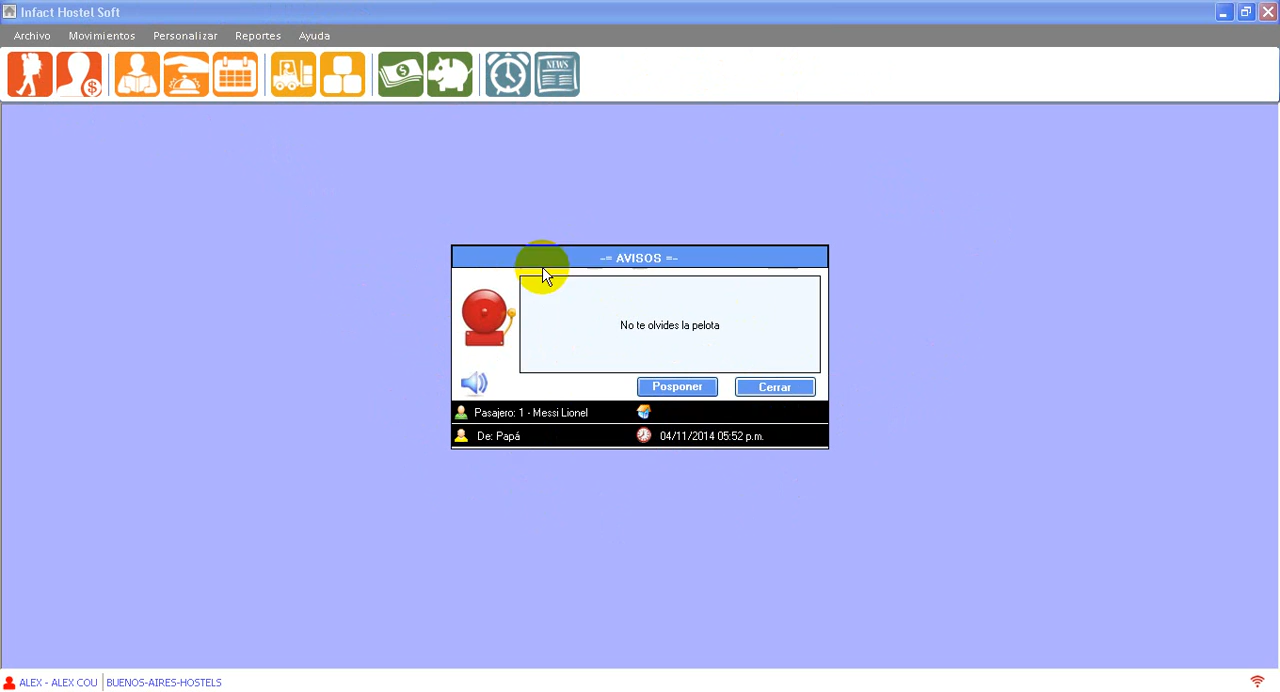 Infact Hostel Soft
Archivo Movimientos Personalizar Reportes Ayuda
$ $ NEWS
-= AVISOS =-
No te olvides la pelota
Posponer Cerrar
Pasajero: 1 - Messi Lionel
De: Papá 04/11/2014 05:52 p.m.
ALEX - ALEX COU BUENOS-AIRES-HOSTELS